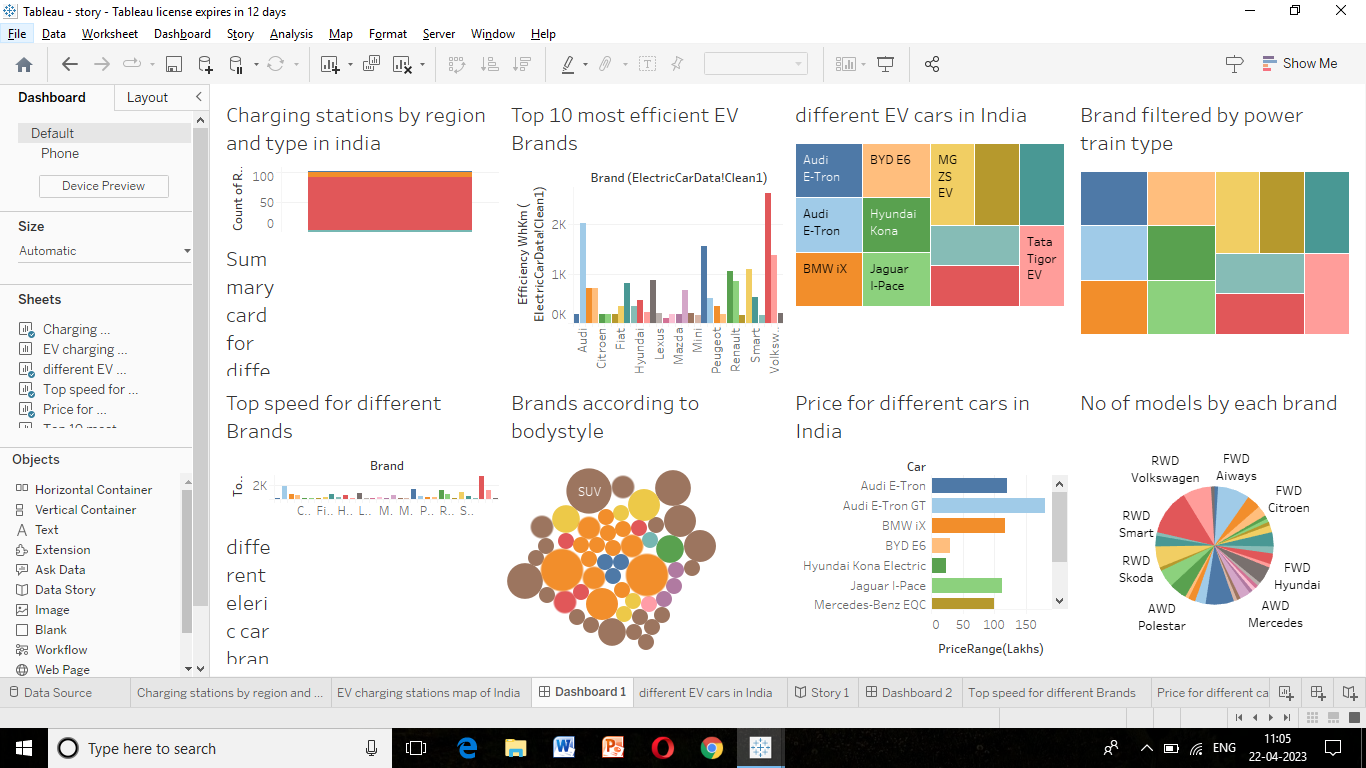 Tableau - story - Tableau license expires in 12 days
File Data Worksheet Dashboard Story Analysis Map Format Server Window Help
Show Me
Dashboard Layout
Default
Phone
Device Preview
Size
Automatic
Sheets
Charging ...
EV charging ...
different EV ...
Top speed for ...
Price for ...
Objects
Horizontal Container
Vertical Container
Text
Extension
Ask Data
Data Story
Image
Blank
Workflow
Web Page
Charging stations by region
and type in india
Count of R..
100
50
0
Sum
mary
card
for
diffe
Top 10 most efficient EV
Brands
Brand (ElectricCarData!Clean1)
Efficiency WhKm (
ElectricCarData!Clean1)
2K
1K
0K
Audi
Citroen
Fiat
Hyundai
Lexus
Mazda
Mini
Peugeot
Renault
Smart
Volksw..
different EV cars in India
Audi
E-Tron
BYD E6
MG
ZS
EV
Audi
E-Tron
Hyundai
Kona
BMW iX
Jaguar
I-Pace
Tata
Tigor
EV
Brand filtered by power
train type
Top speed for different
Brands
Brand
To..
2K
C.. Fi.. H.. L.. M. M. P.. R.. S..
diffe
rent
eleri
c car
bran
Brands according to
bodystyle
SUV
Price for different cars in
India
Car
Audi E-Tron
Audi E-Tron GT
BMW iX
BYD E6
Hyundai Kona Electric
Jaguar I-Pace
Mercedes-Benz EQC
0 50 100 150
PriceRange(Lakhs)
No of models by each brand
RWD
Volkswagen
FWD
Aiways
FWD
Citroen
RWD
Smart
RWD
Skoda
FWD
Hyundai
AWD
Polestar
AWD
Mercedes
Data Source Charging stations by region and ... EV charging stations map of India Dashboard 1 different EV cars in India Story 1 Dashboard 2 Top speed for different Brands Price for different ca
Type here to search
ENG
11:05
22-04-2023